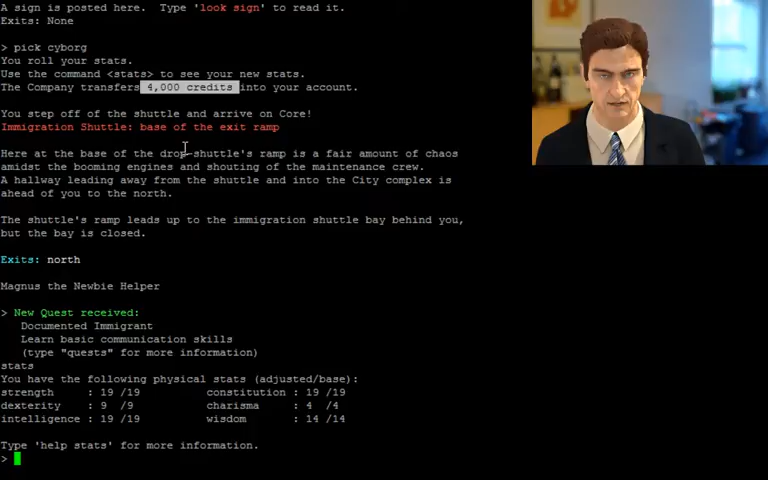 A sign is posted here.  Type 'look sign' to read it.
Exits: None
> pick cyborg
You roll your stats.
Use the command <stats> to see your new stats.
The Company transfers 4,000 credits into your account.
You step off of the shuttle and arrive on Core!
Immigration Shuttle: base of the exit ramp
Here at the base of the drop-shuttle's ramp is a fair amount of chaos
amidst the booming engines and shouting of the maintenance crew.
A hallway leading away from the shuttle and into the City complex is
ahead of you to the north.
The shuttle's ramp leads up to the immigration shuttle bay behind you,
but the bay is closed.
Exits: north
Magnus the Newbie Helper
> New Quest received:
Documented Immigrant
Learn basic communication skills
(type "quests" for more information)
stats
You have the following physical stats (adjusted/base):
strength : 19 /19 constitution : 19 /19
dexterity : 9 /9 charisma : 4 /4
intelligence : 19 /19 wisdom : 14 /14
Type 'help stats' for more information.
>